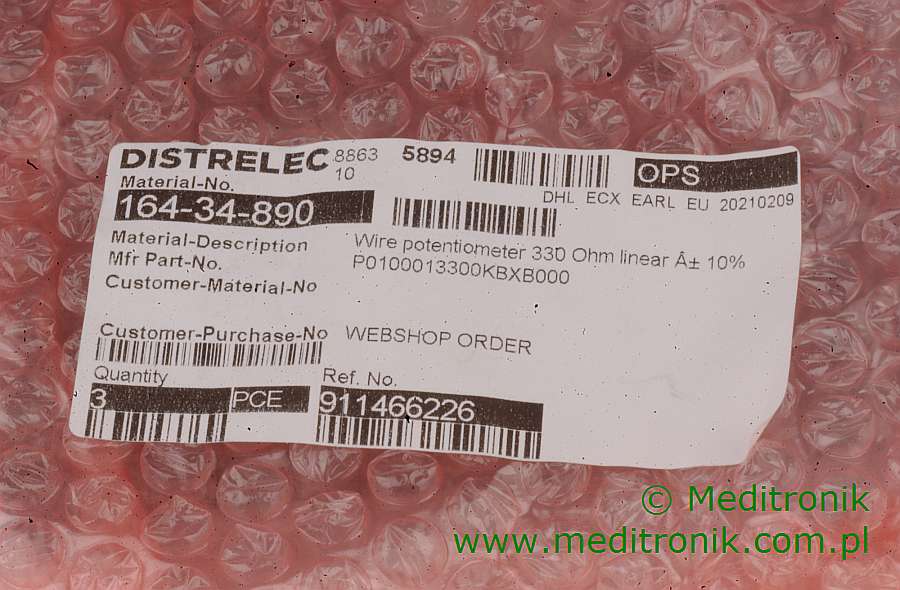 DISTRELEC 8863 5894 OPS
10
Material-No.
DHL ECX EARL EU 20210209
164-34-890
Material-Description Wire potentiometer 330 Ohm linear Â± 10%
Mfr Part-No. P0100013300KBXB000
Customer-Material-No
Customer-Purchase-No WEBSHOP ORDER
Quantity Ref. No.
3 PCE 911466226
© Meditronik
www.meditronik.com.pl